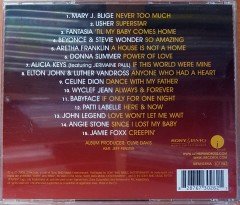 1. MARY J. BLIGE NEVER TOO MUCH
2. USHER SUPERSTAR
3. FANTASIA 'TIL MY BABY COMES HOME
4. BEYONCE & STEVIE WONDER SO AMAZING
5. ARETHA FRANKLIN A HOUSE IS NOT A HOME
6. DONNA SUMMER POWER OF LOVE
7. ALICIA KEYS (featuring JERMAINE PAUL) IF THIS WORLD WERE MINE
8. ELTON JOHN & LUTHER VANDROSS ANYONE WHO HAD A HEART
9. CELINE DION DANCE WITH MY FATHER
10. WYCLEF JEAN ALWAYS & FOREVER
11. BABYFACE IF ONLY FOR ONE NIGHT
12. PATTI LABELLE HERE & NOW
13. JOHN LEGEND LOVE WON'T LET ME WAIT
14. ANGIE STONE SINCE I LOST MY BABY
15. JAMIE FOXX CREEPIN'
ALBUM PRODUCER: CLIVE DAVIS
SONY BMG